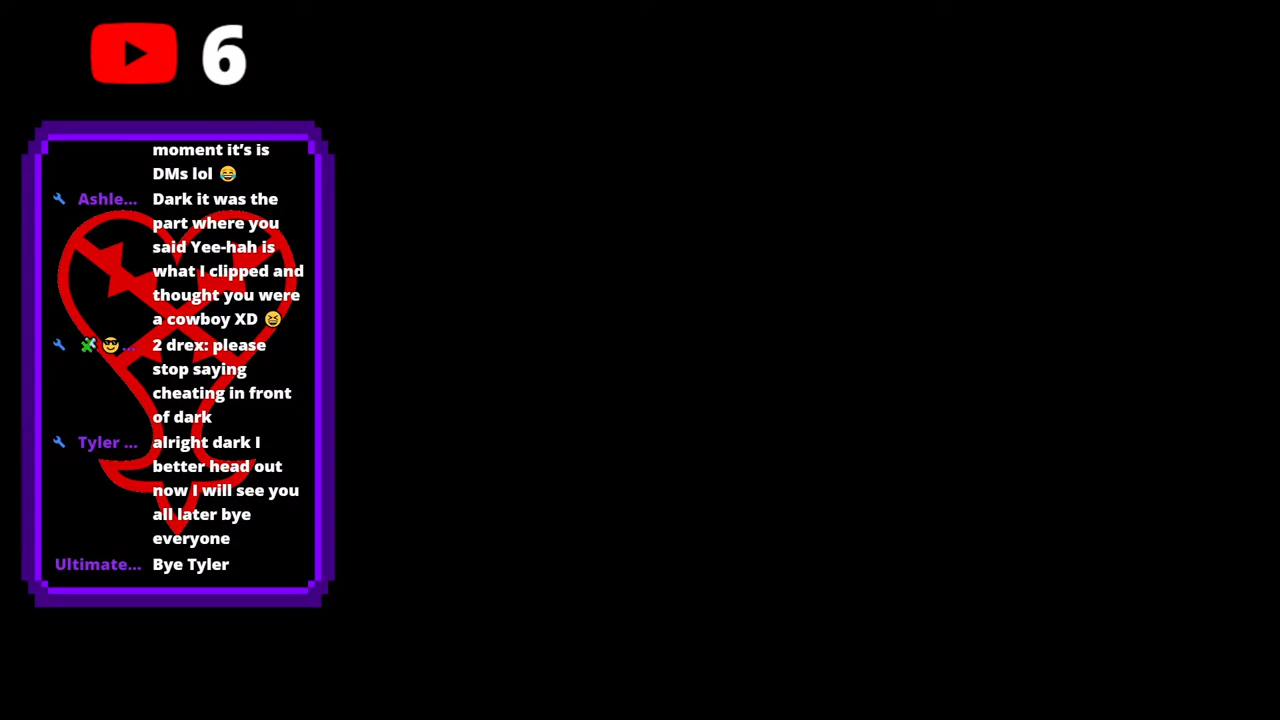 6
moment it’s is
DMs lol 😂
Ashle... Dark it was the
part where you
said Yee-hah is
what I clipped and
thought you were
a cowboy XD 😆
... 2 drex: please
stop saying
cheating in front
of dark
Tyler ... alright dark I
better head out
now I will see you
all later bye
everyone
Ultimate... Bye Tyler